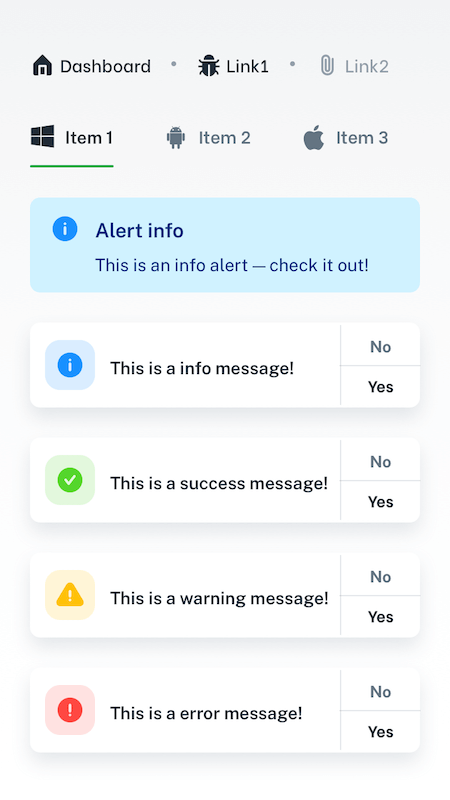 Dashboard • Link1 • Link2
Item 1 Item 2 Item 3
Alert info
This is an info alert — check it out!
This is a info message!
No
Yes
This is a success message!
No
Yes
This is a warning message!
No
Yes
This is a error message!
No
Yes